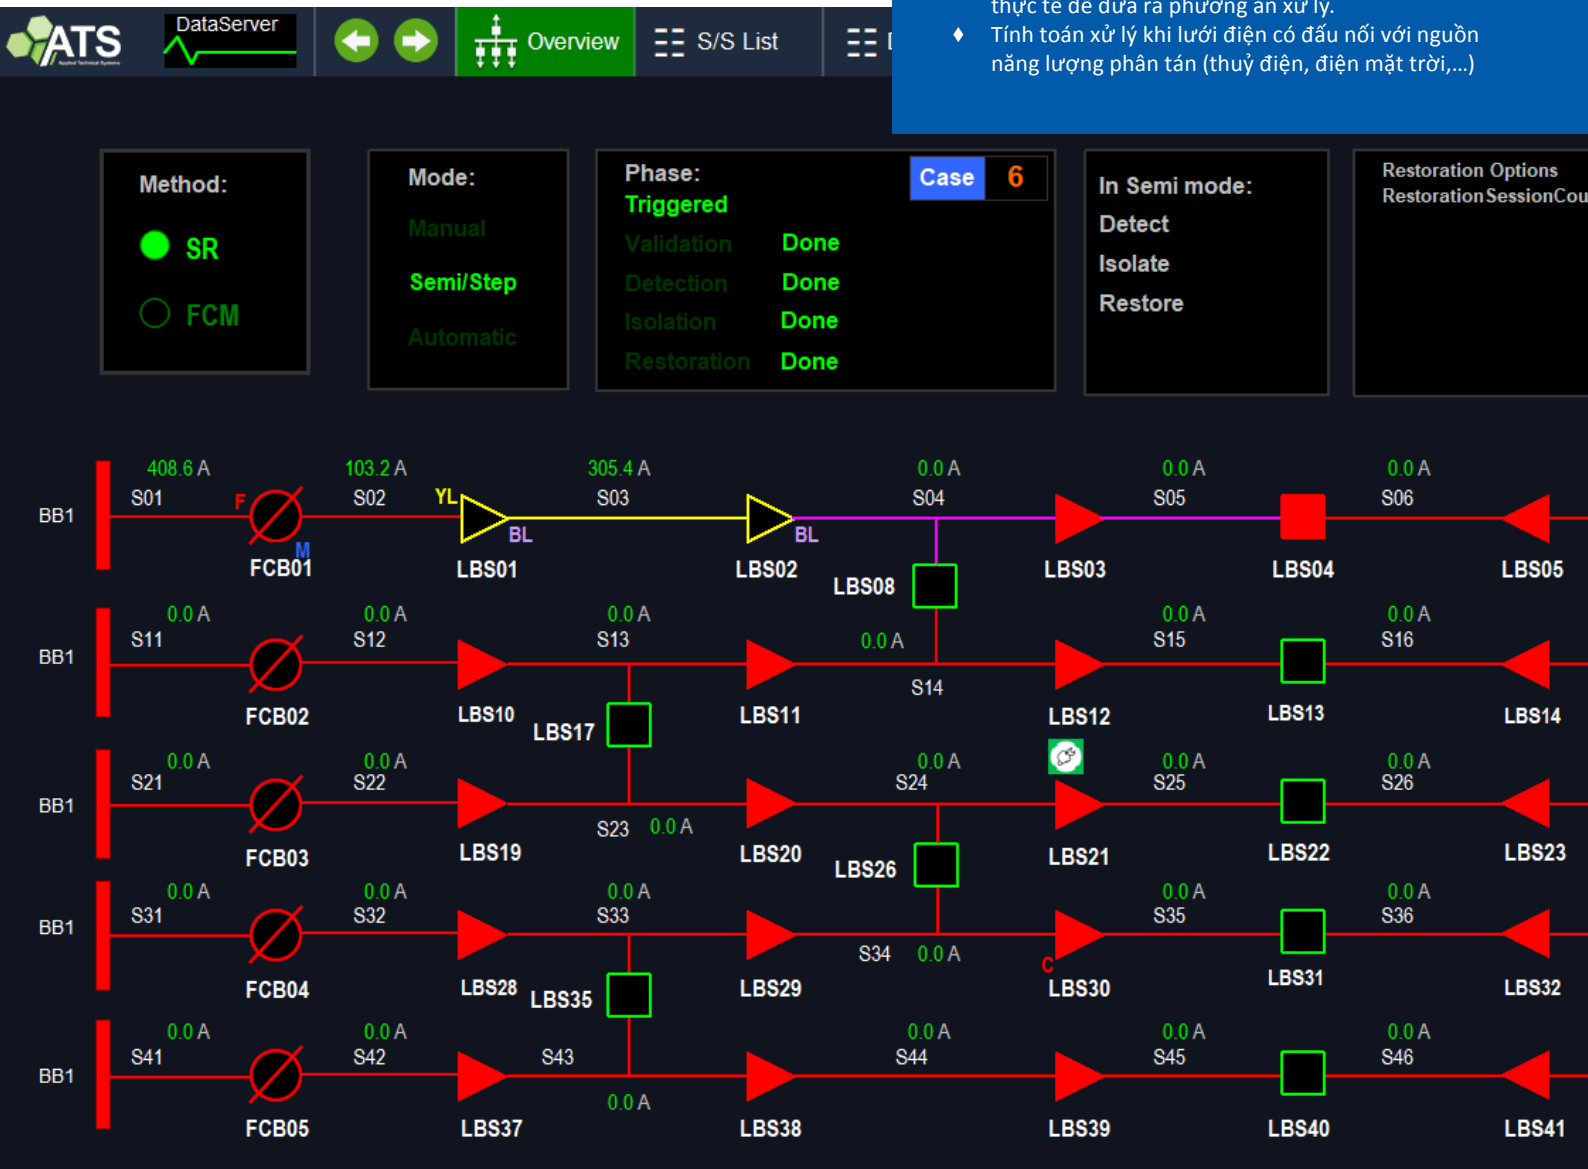 thực tế để đưa ra phương án xử lý.
♦ Tính toán xử lý khi lưới điện có đấu nối với nguồn
năng lượng phân tán (thuỷ điện, điện mặt trời,...)
ATS
Applied Technical Systems
DataServer
Overview
S/S List
Method:
SR
FCM
Mode:
Manual
Semi/Step
Automatic
Phase:
Case 6
Triggered
Validation Done
Detection Done
Isolation Done
Restoration Done
In Semi mode:
Detect
Isolate
Restore
Restoration Options
RestorationSessionCou
408.6 A 103.2 A 305.4 A 0.0 A 0.0 A 0.0 A
S01 F S02 YL S03 S04 S05 S06
BB1
BL BL
M
FCB01 LBS01 LBS02 LBS03 LBS04 LBS05
LBS08
0.0 A 0.0 A 0.0 A 0.0 A 0.0 A
S11 S12 S13 0.0 A S15 S16
BB1
S14
FCB02 LBS10 LBS11 LBS12 LBS13 LBS14
LBS17
0.0 A 0.0 A 0.0 A 0.0 A 0.0 A
S21 S22 S24 S25 S26
BB1
S23 0.0 A
FCB03 LBS19 LBS20 LBS21 LBS22 LBS23
LBS26
0.0 A 0.0 A 0.0 A 0.0 A 0.0 A
S31 S32 S33 S35 S36
BB1
S34 0.0 A
C
FCB04 LBS28 LBS29 LBS30 LBS31 LBS32
LBS35
0.0 A 0.0 A 0.0 A 0.0 A 0.0 A
S41 S42 S43 S44 S45 S46
BB1
0.0 A
FCB05 LBS37 LBS38 LBS39 LBS40 LBS41